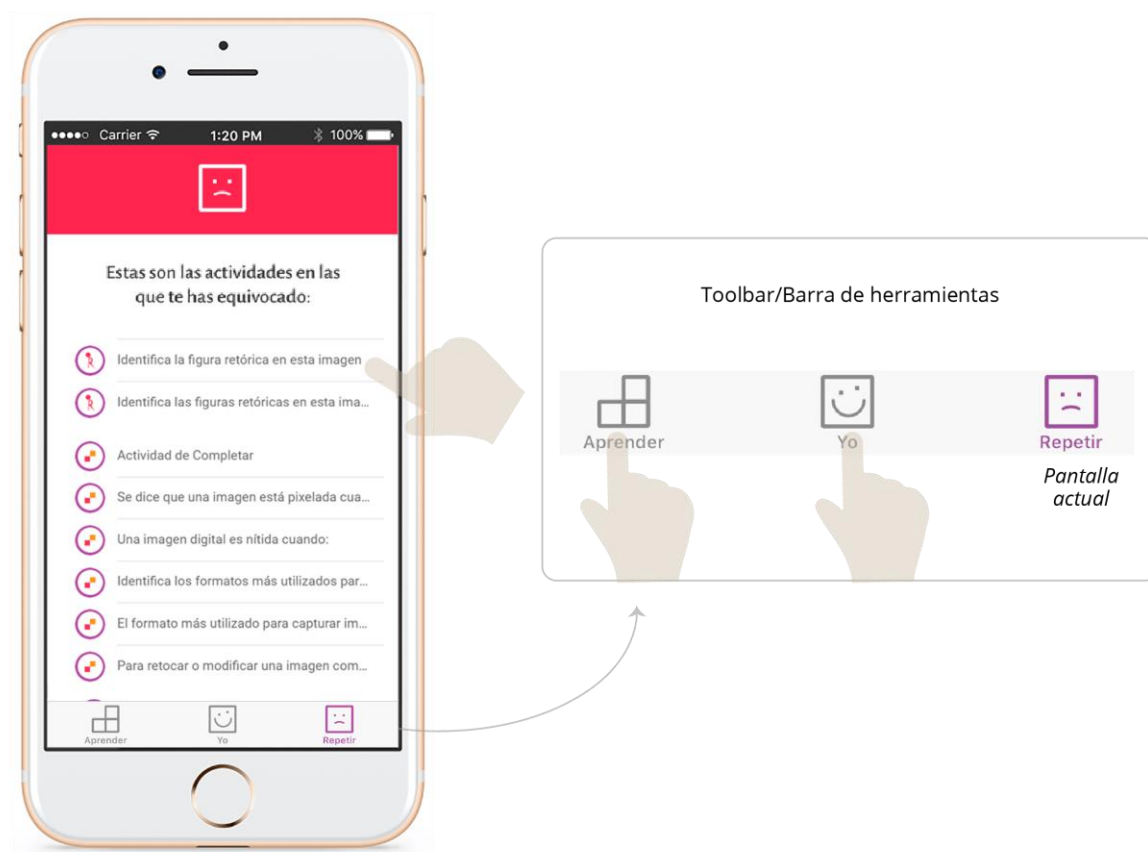 Carrier 1:20 PM 100%
Estas son las actividades en las
que te has equivocado:
Identifica la figura retórica en esta imagen
Identifica las figuras retóricas en esta ima...
Actividad de Completar
Se dice que una imagen está pixelada cua...
Una imagen digital es nítida cuando:
Identifica los formatos más utilizados par...
El formato más utilizado para capturar im...
Para retocar o modificar una imagen com...
Aprender Yo Repetir
Toolbar/Barra de herramientas
Aprender Yo Repetir
Pantalla
actual